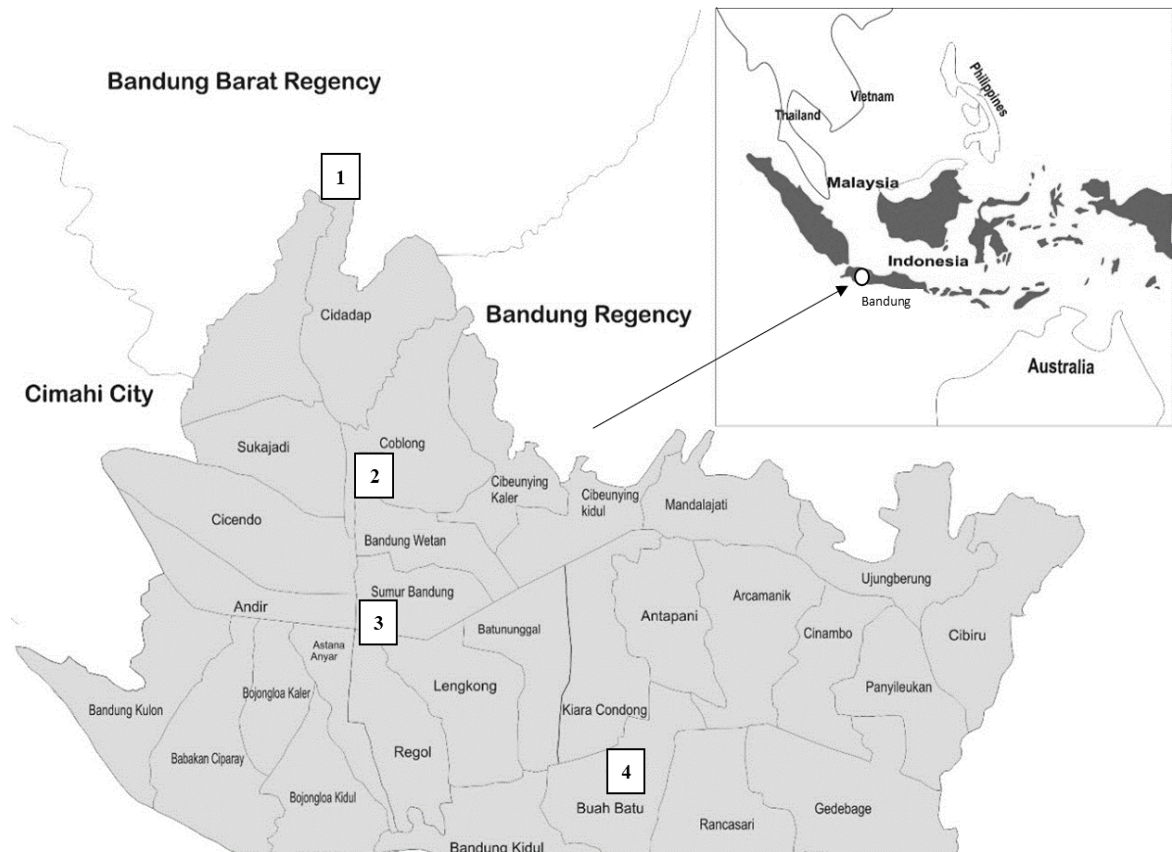 Bandung Barat Regency
1
Cidadap
Bandung Regency
Cimahi City
Sukajadi
Coblong
2
Cibeunying
Kaler
Cibeunying
kidul
Mandalajati
Cicendo
Bandung Wetan
Ujungberung
Andir
Sumur Bandung
3
Astana
Anyar
Batununggal
Antapani
Arcamanik
Cinambo
Cibiru
Bandung Kulon
Bojongloa Kaler
Lengkong
Kiara Condong
Panyileukan
Babakan Ciparay
Regol
Bojongloa Kidul
4
Buah Batu
Rancasari
Gedebage
Bandung Kidul
Philippines
Vietnam
Thailand
Malaysia
Indonesia
Bandung
Australia